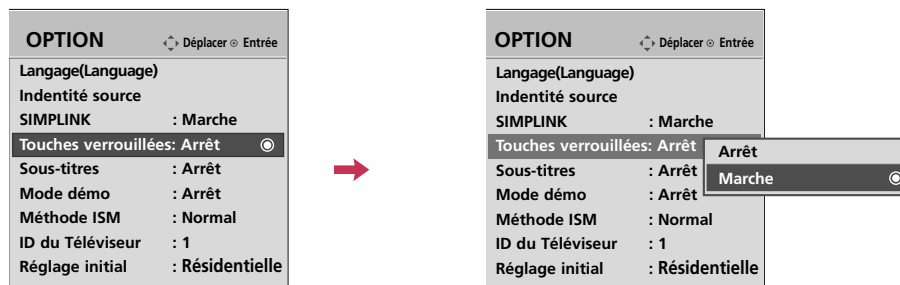 OPTION Déplacer Entrée
Langage(Language)
Indentité source
SIMPLINK : Marche
Touches verrouillées: Arrêt
Sous-titres : Arrêt
Mode démo : Arrêt
Méthode ISM : Normal
ID du Téléviseur : 1
Réglage initial : Résidentielle
OPTION Déplacer Entrée
Langage(Language)
Indentité source
SIMPLINK : Marche
Touches verrouillées: Arrêt
Sous-titres : Arrêt
Mode démo : Arrêt
Méthode ISM : Normal
ID du Téléviseur : 1
Réglage initial : Résidentielle
Arrêt
Marche